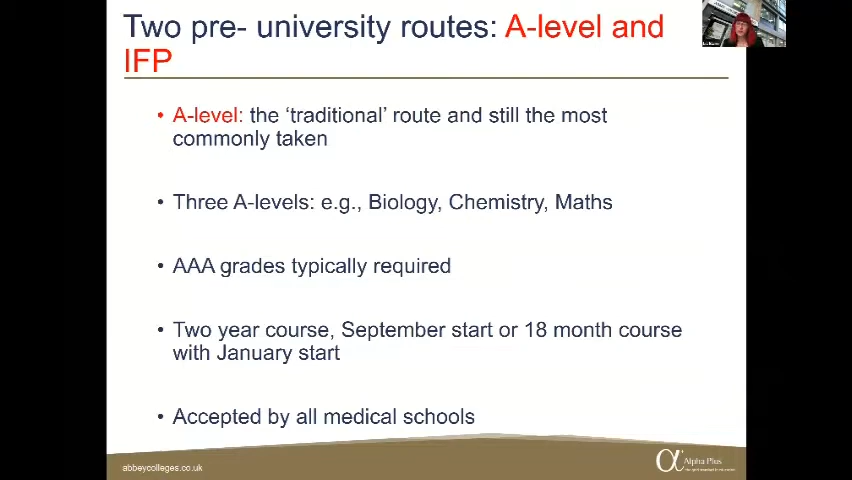 Two pre- university routes: A-level and
IFP
• A-level: the ‘traditional’ route and still the most
commonly taken
• Three A-levels: e.g., Biology, Chemistry, Maths
• AAA grades typically required
• Two year course, September start or 18 month course
with January start
• Accepted by all medical schools
abbeycolleges.co.uk
Alpha Plus